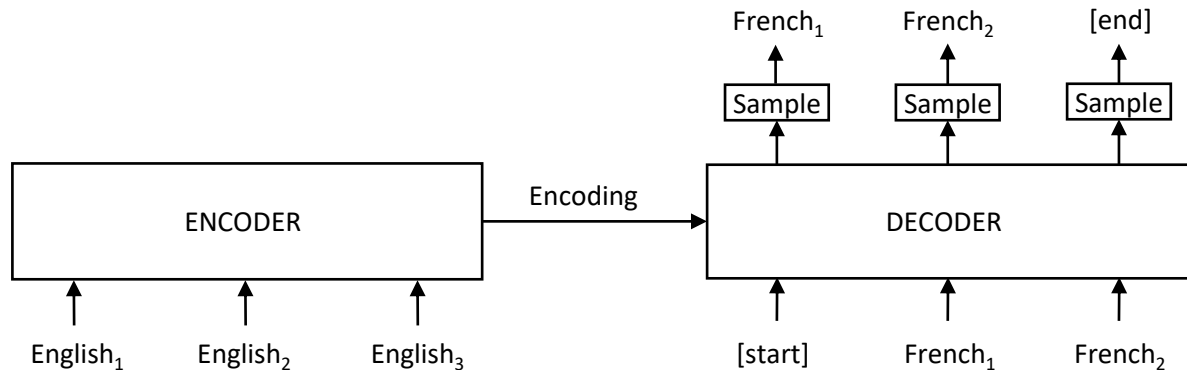 French₁ French₂ [end]
Sample Sample Sample
Encoding
ENCODER DECODER
English₁ English₂ English₃ [start] French₁ French₂